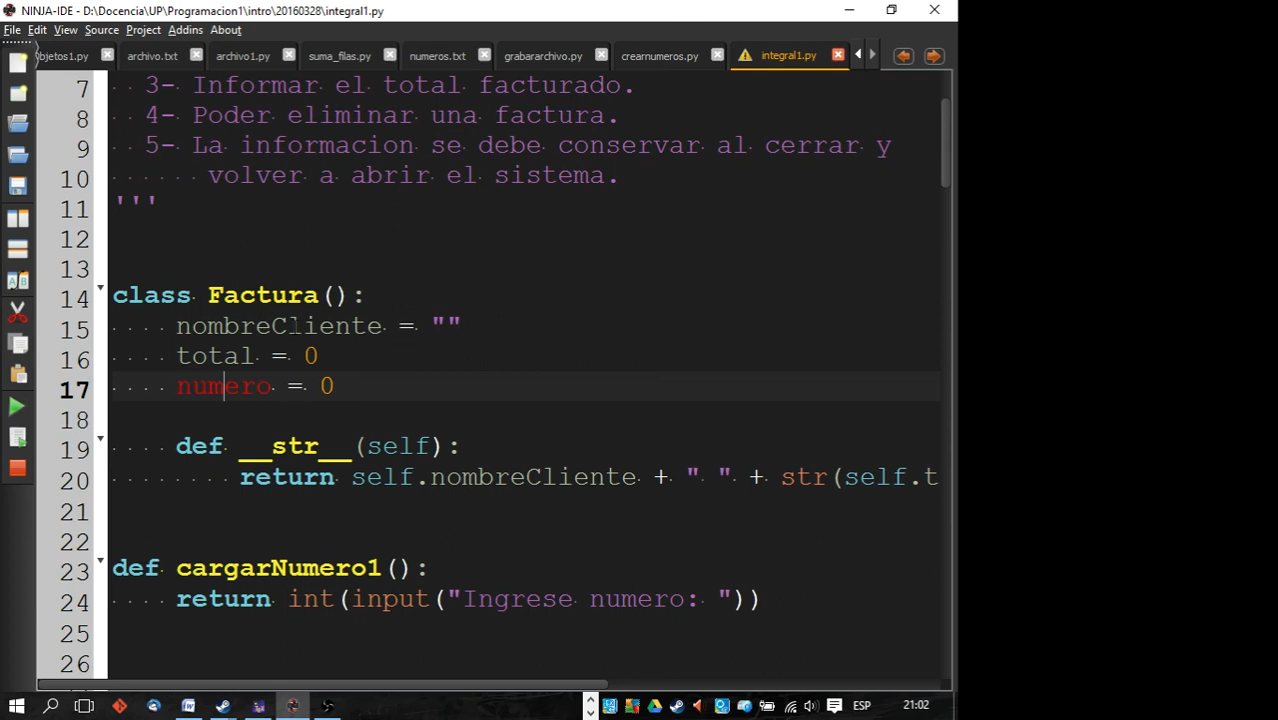 NINJA-IDE - D:\Docencia\UP\Programacion1\intro\20160328\integral1.py
File Edit View Source Project Addins About
objetos1.py archivo.txt archivo1.py suma_filas.py numeros.txt grabararchivo.py crearnumeros.py integral1.py
7 3- Informar el total facturado.
8 4- Poder eliminar una factura.
9 5- La informacion se debe conservar al cerrar y
10 volver a abrir el sistema.
11 '''
12
13
14 class Factura():
15 nombreCliente = ""
16 total = 0
17 numero = 0
18
19 def __str__(self):
20 return self.nombreCliente + " " + str(self.t
21
22
23 def cargarNumero1():
24 return int(input("Ingrese numero: "))
25
26
ESP 21:02